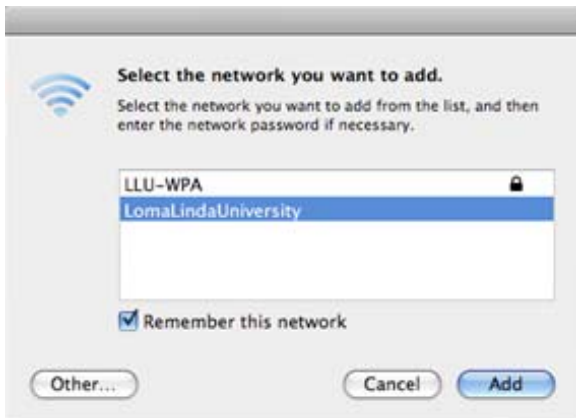 Select the network you want to add.
Select the network you want to add from the list, and then
enter the network password if necessary.
LLU-WPA
LomaLindaUniversity
Remember this network
Other...
Cancel
Add